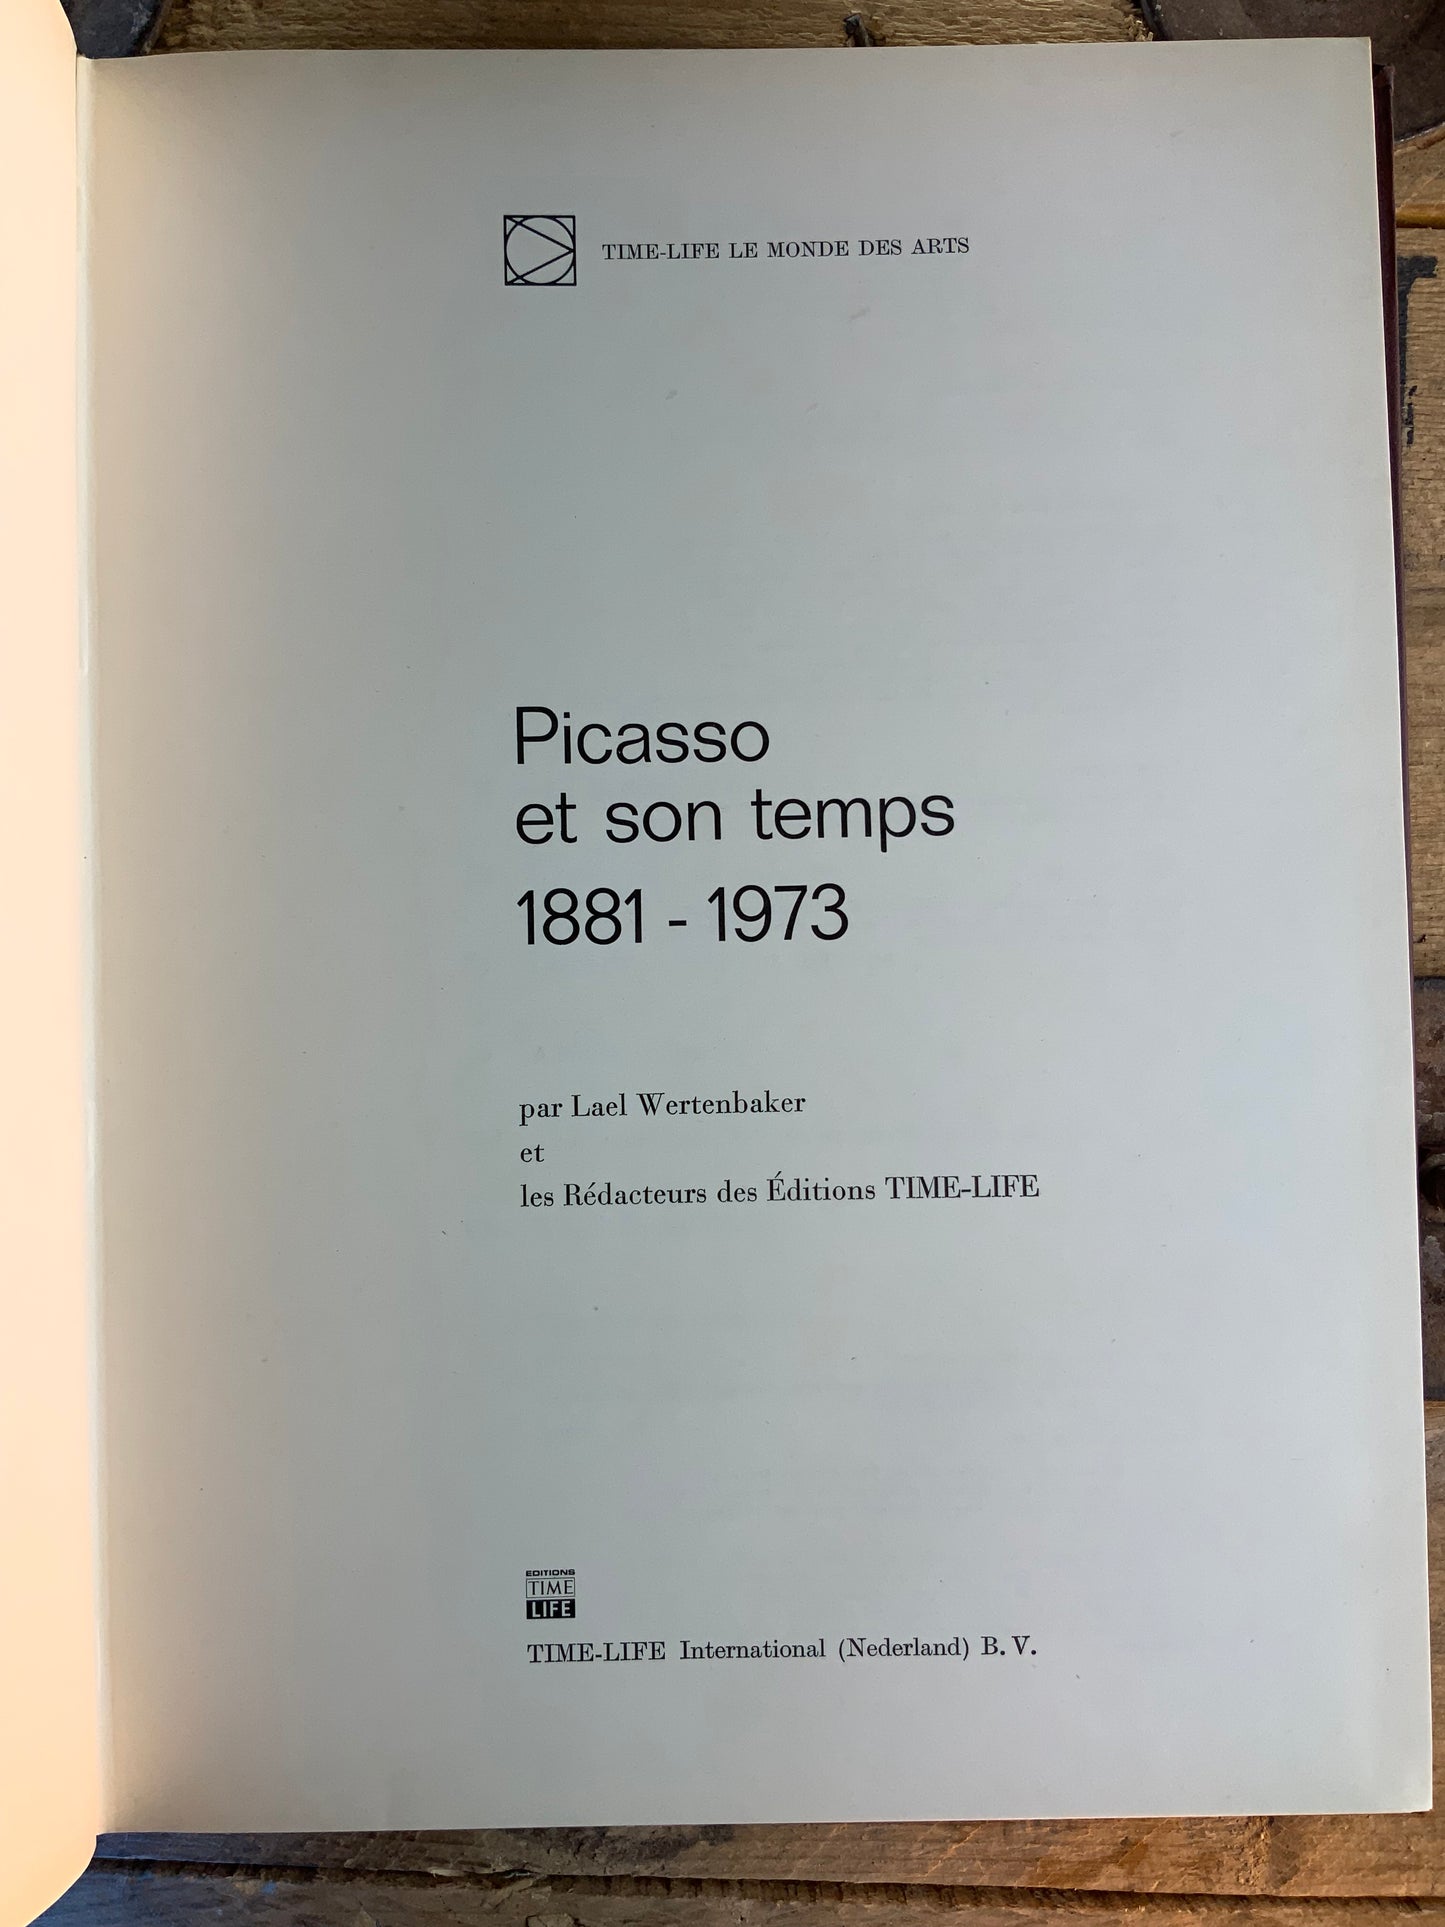 TIME-LIFE LE MONDE DES ARTS
Picasso
et son temps
1881 - 1973
par Lael Wertenbaker
et
les Rédacteurs des Éditions TIME-LIFE
EDITIONS
TIME
LIFE
TIME-LIFE International (Nederland) B. V.